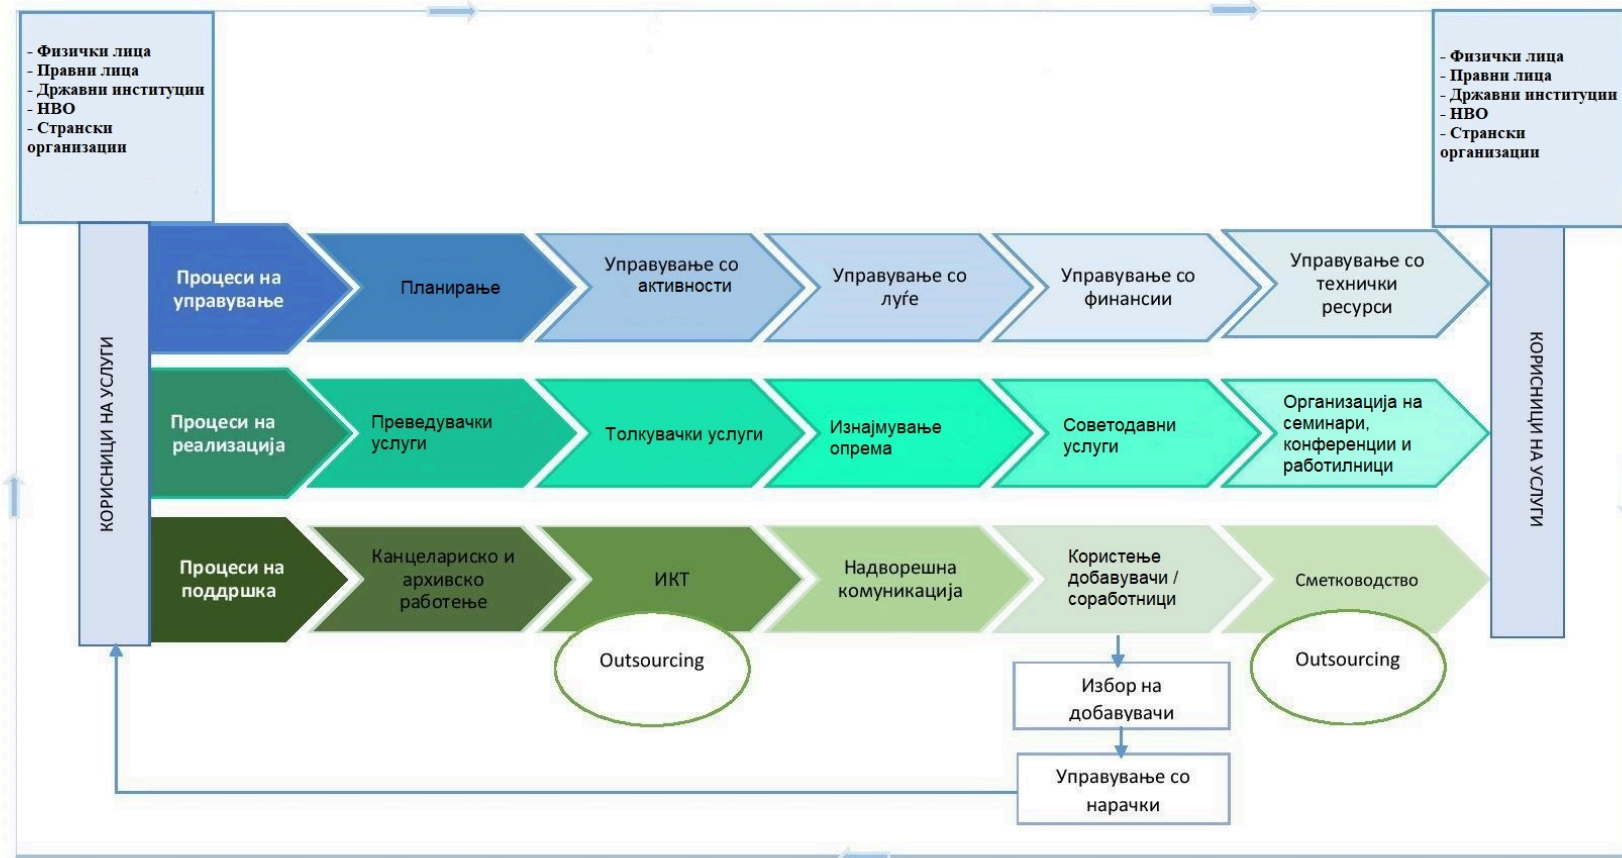 - Физички лица
- Правни лица
- Државни институции
- НВО
- Странски
организации
- Физички лица
- Правни лица
- Државни институции
- НВО
- Странски
организации
КОРИСНИЦИ НА УСЛУГИ
Процеси на
управување
Планирање
Управување со
активности
Управување со
луѓе
Управување со
финансии
Управување со
технички
ресурси
Процеси на
реализација
Преведувачки
услуги
Толкувачки услуги
Изнајмување
опрема
Советодавни
услуги
Организација на
семинари,
конференции и
работилници
Процеси на
поддршка
Канцелариско и
архивско
работење
ИКТ
Надворешна
комуникација
Користење
добавувачи /
соработници
Сметководство
КОРИСНИЦИ НА УСЛУГИ
Outsourcing
Outsourcing
Избор на
добавувачи
Управување со
нарачки